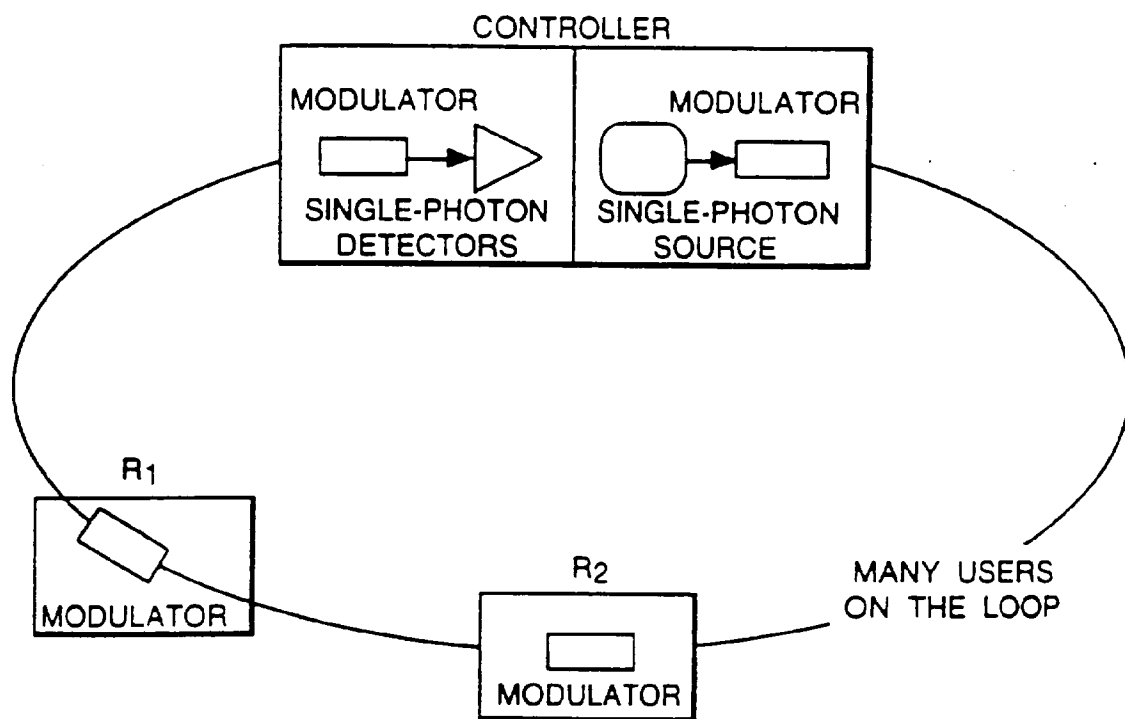 CONTROLLER
MODULATOR
SINGLE-PHOTON
DETECTORS
MODULATOR
SINGLE-PHOTON
SOURCE
R1
MODULATOR
R2
MODULATOR
MANY USERS
ON THE LOOP